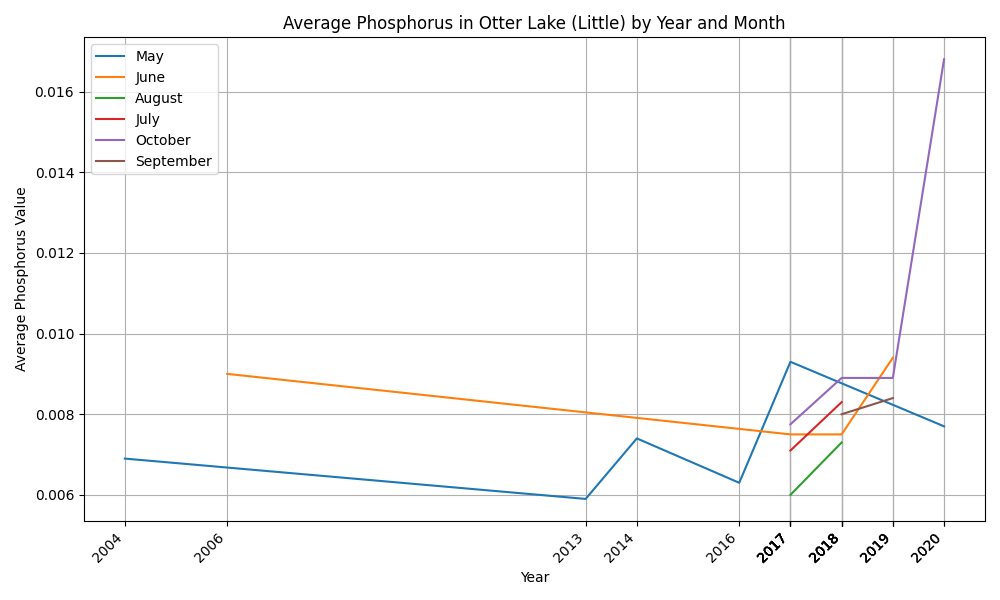 Average Phosphorus in Otter Lake (Little) by Year and Month
May
June
August
July
October
September
0.016
0.014
0.012
0.010
0.008
0.006
Average Phosphorus Value
2004
2006
2013
2014
2016
2017
2018
2019
2020
Year